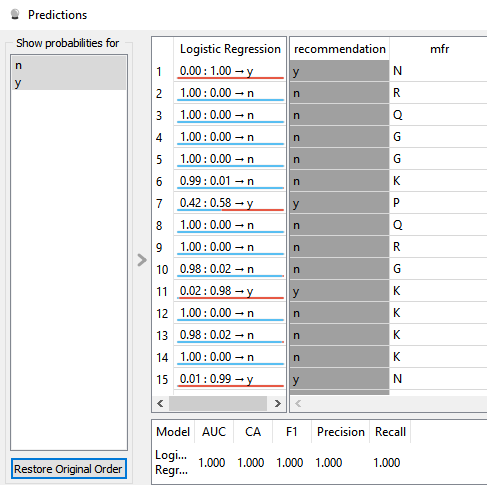 Predictions
Show probabilities for
n
y
Logistic Regression recommendation mfr
1 0.00 : 1.00 → y y N
2 1.00 : 0.00 → n n R
3 1.00 : 0.00 → n n Q
4 1.00 : 0.00 → n n G
5 1.00 : 0.00 → n n G
6 0.99 : 0.01 → n n K
7 0.42 : 0.58 → y y P
8 1.00 : 0.00 → n n Q
9 1.00 : 0.00 → n n R
10 0.98 : 0.02 → n n G
11 0.02 : 0.98 → y y K
12 1.00 : 0.00 → n n K
13 0.98 : 0.02 → n n K
14 1.00 : 0.00 → n n K
15 0.01 : 0.99 → y y N
Model AUC CA F1 Precision Recall
Logi...
Regr... 1.000 1.000 1.000 1.000 1.000
Restore Original Order